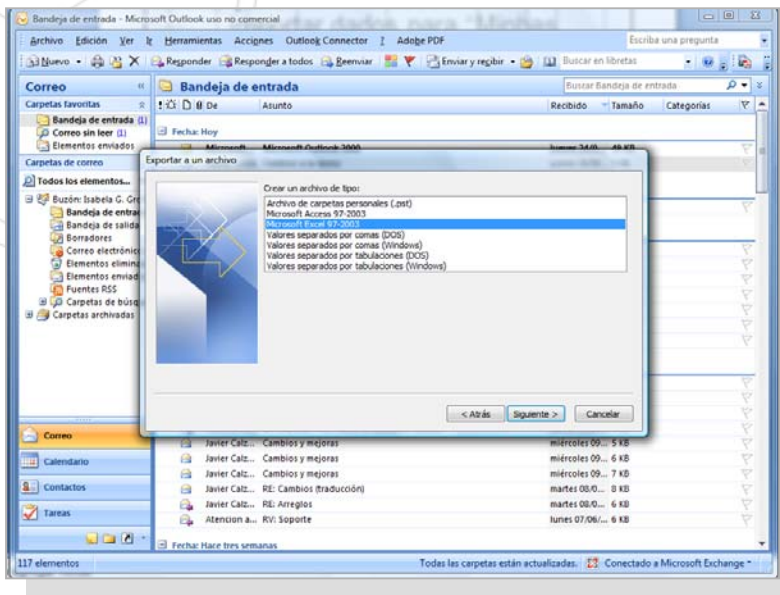 Bandeja de entrada - Microsoft Outlook uso no comercial
Archivo Edición Ver Ir Herramientas Acciones Outlook Connector ? Adobe PDF Escriba una pregunta
Nuevo Responder Responder a todos Reenviar Enviar y recibir Buscar en libretas
Correo
Carpetas favoritas
Bandeja de entrada (1)
Correo sin leer (1)
Elementos enviados
Carpetas de correo
Todos los elementos...
Buzón: Isabela G.
Bandeja de
Bandeja de salida
Borradores
Correo
Elementos
Elementos
Fuentes RSS
Carpetas de
Carpetas archivadas
Correo
Calendario
Contactos
Tareas
117 elementos
Bandeja de entrada
Buscar Bandeja de entrada
De Asunto Recibido Tamaño Categorías
Fecha: Hoy
Microsoft... Microsoft Outlook 2000
Exportar a un archivo
Crear un archivo de tipo:
Archivo de carpetas personales (.pst)
Microsoft Access 97-2003
Microsoft Excel 97-2003
Valores separados por comas (DOS)
Valores separados por comas (Windows)
Valores separados por tabulaciones (DOS)
Valores separados por tabulaciones (Windows)
< Atrás Siguiente > Cancelar
Javier Calz... Cambios y mejoras miércoles 09... 5 KB
Javier Calz... Cambios y mejoras miércoles 09... 6 KB
Javier Calz... Cambios y mejoras miércoles 09... 7 KB
Javier Calz... RE: Cambios (traducción) martes 08/0... 8 KB
Javier Calz... RE: Arreglos martes 08/0... 6 KB
Atencion a... RV: Soporte lunes 07/06/... 6 KB
Fecha: Hace tres semanas
Todas las carpetas están actualizadas. Conectado a Microsoft Exchange